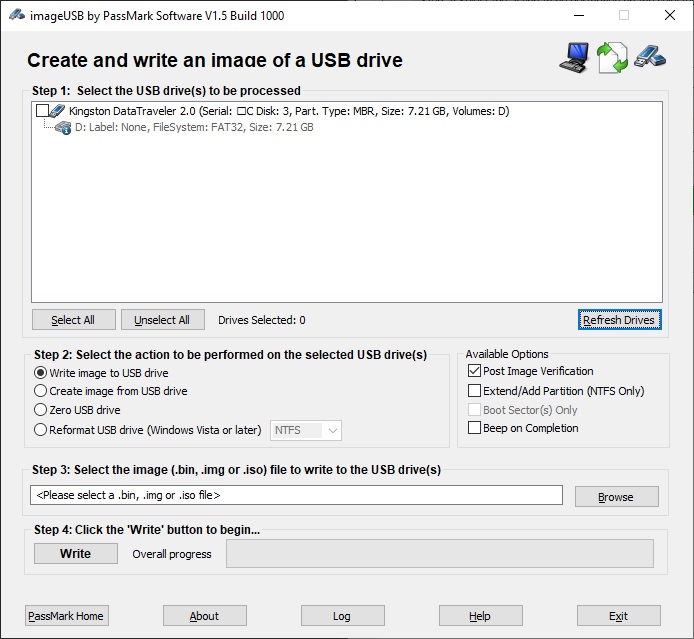 imageUSB by PassMark Software V1.5 Build 1000
Create and write an image of a USB drive
Step 1: Select the USB drive(s) to be processed
Kingston DataTraveler 2.0 (Serial: □C Disk: 3, Part. Type: MBR, Size: 7.21 GB, Volumes: D)
D: Label: None, FileSystem: FAT32, Size: 7.21 GB
Select All Unselect All Drives Selected: 0 Refresh Drives
Step 2: Select the action to be performed on the selected USB drive(s)
Write image to USB drive
Create image from USB drive
Zero USB drive
Reformat USB drive (Windows Vista or later) NTFS
Available Options
Post Image Verification
Extend/Add Partition (NTFS Only)
Boot Sector(s) Only
Beep on Completion
Step 3: Select the image (.bin, .img or .iso) file to write to the USB drive(s)
<Please select a .bin, .img or .iso file> Browse
Step 4: Click the 'Write' button to begin...
Write Overall progress
PassMark Home About Log Help Exit